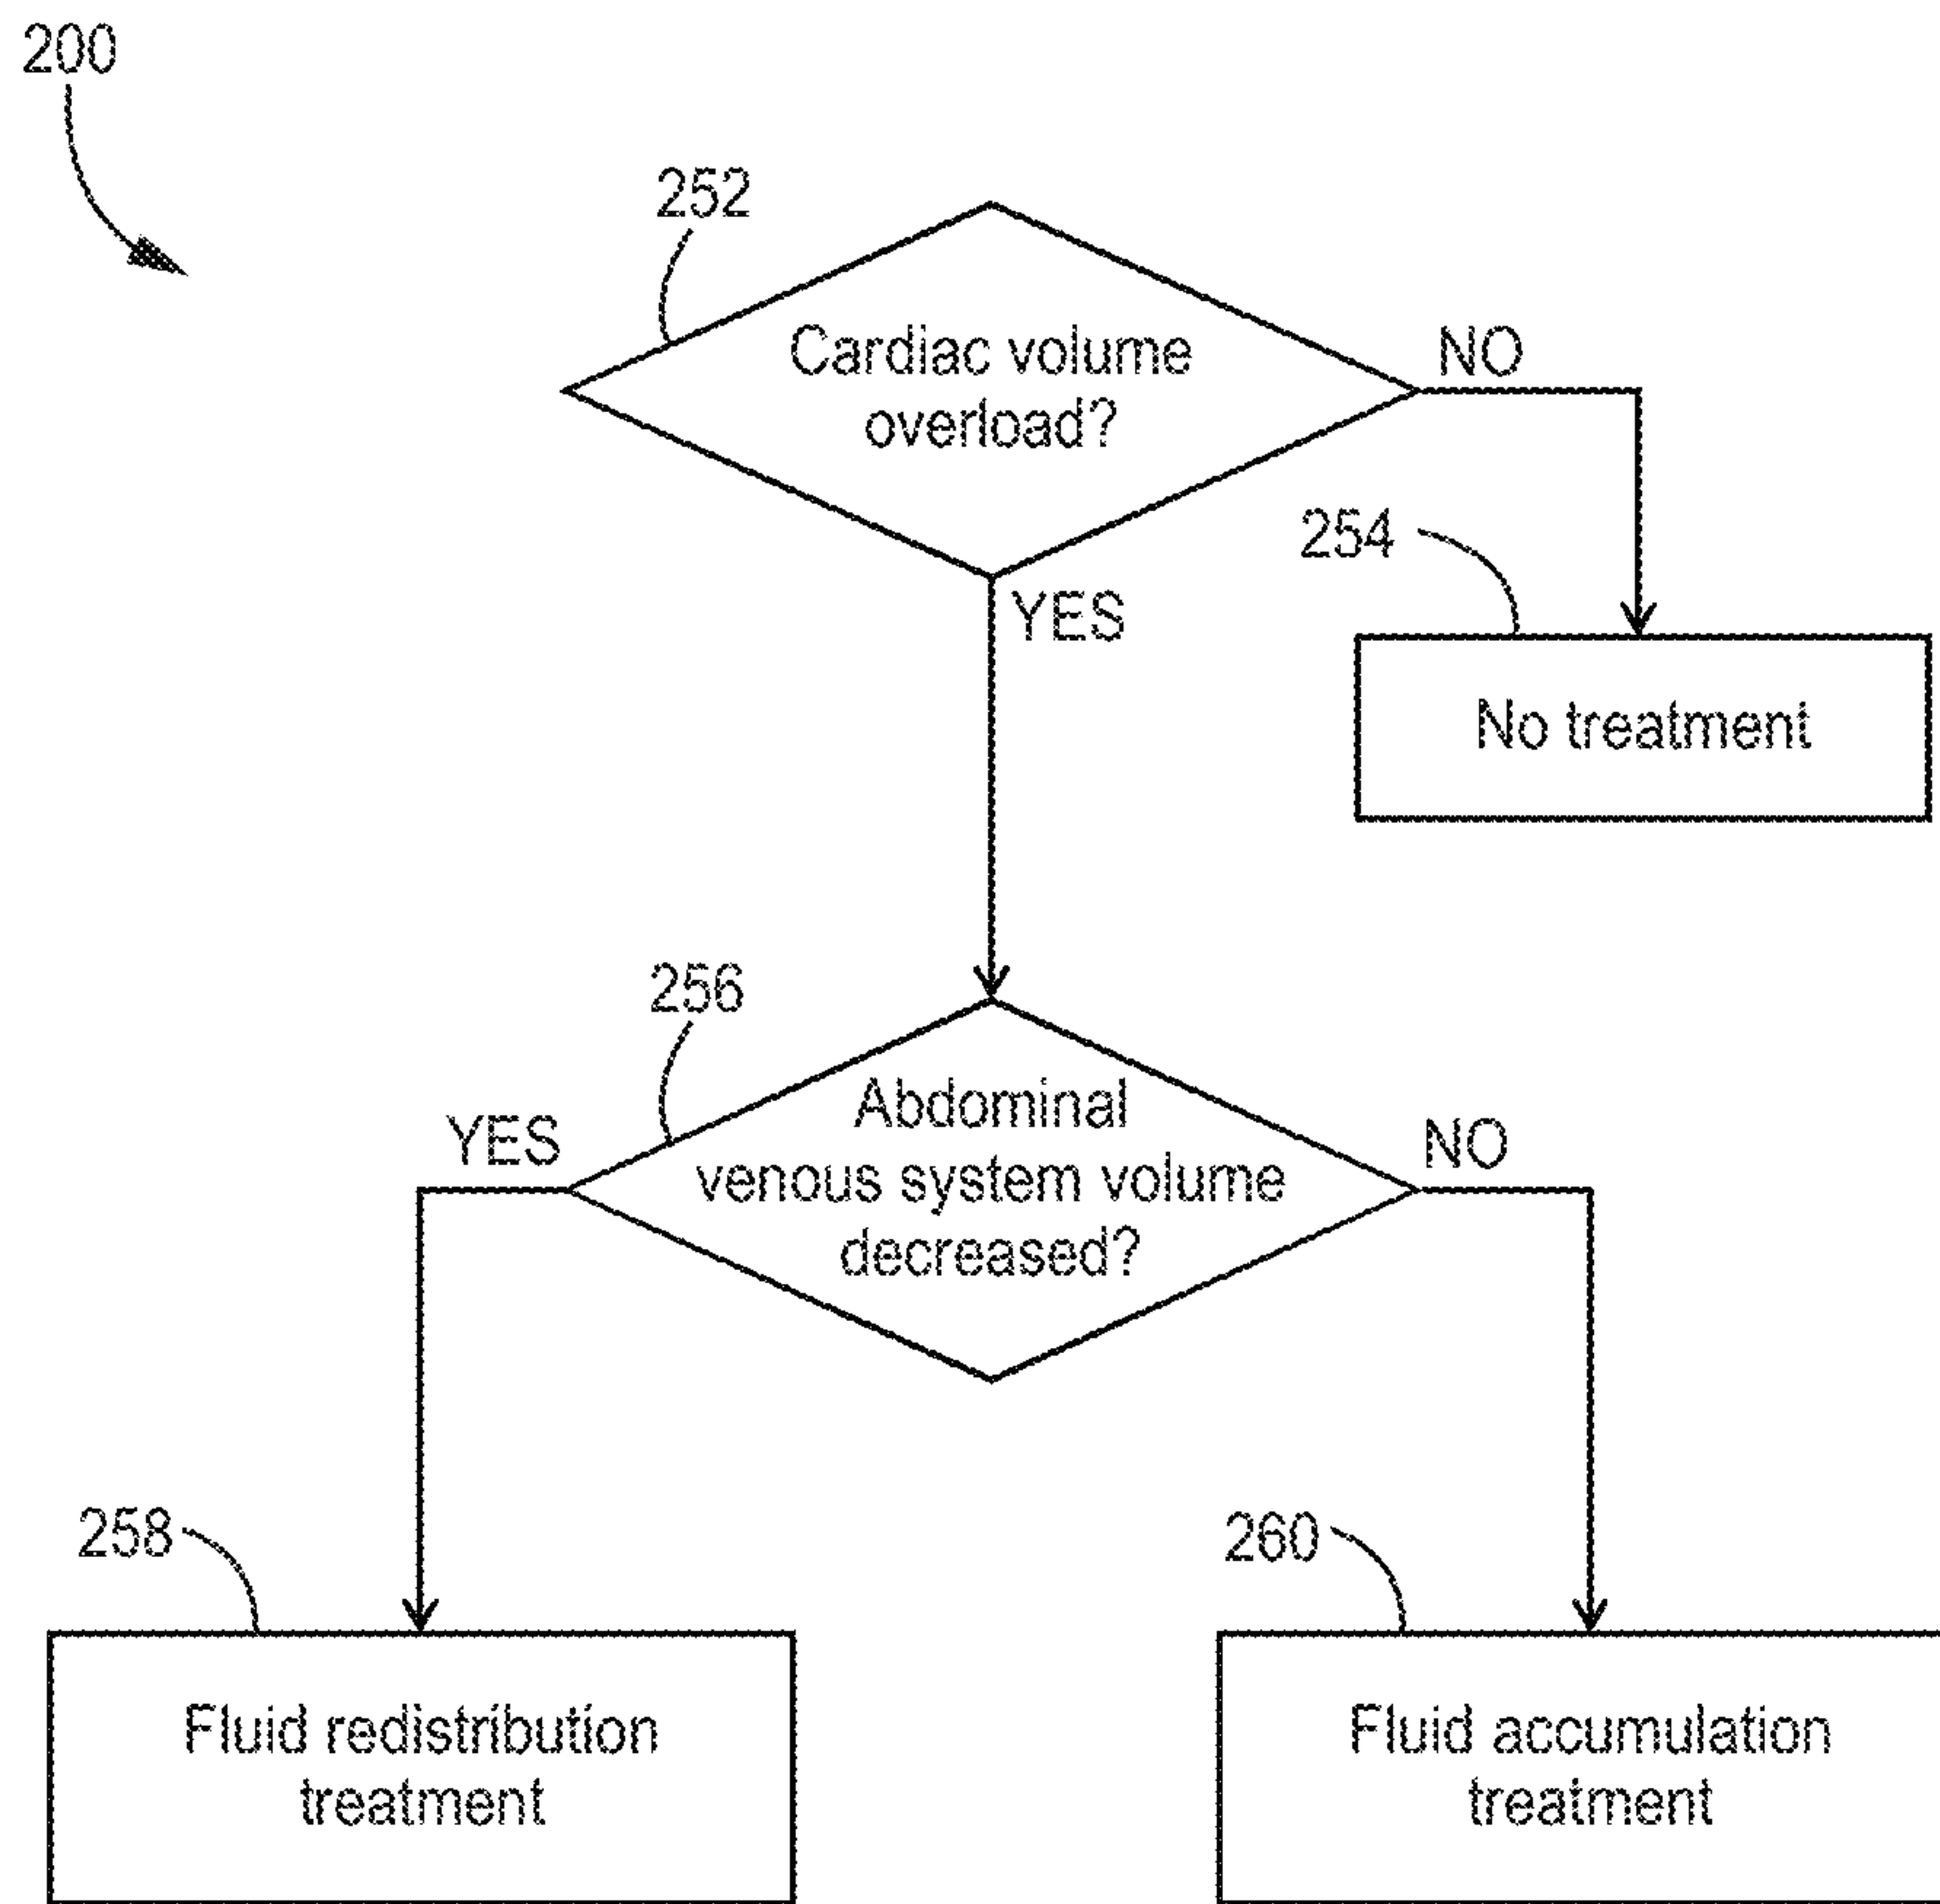 200
252
Cardiac volume
overload?
NO
254
YES
No treatment
256
Abdominal
venous system volume
decreased?
YES
NO
258
260
Fluid redistribution
treatment
Fluid accumulation
treatment